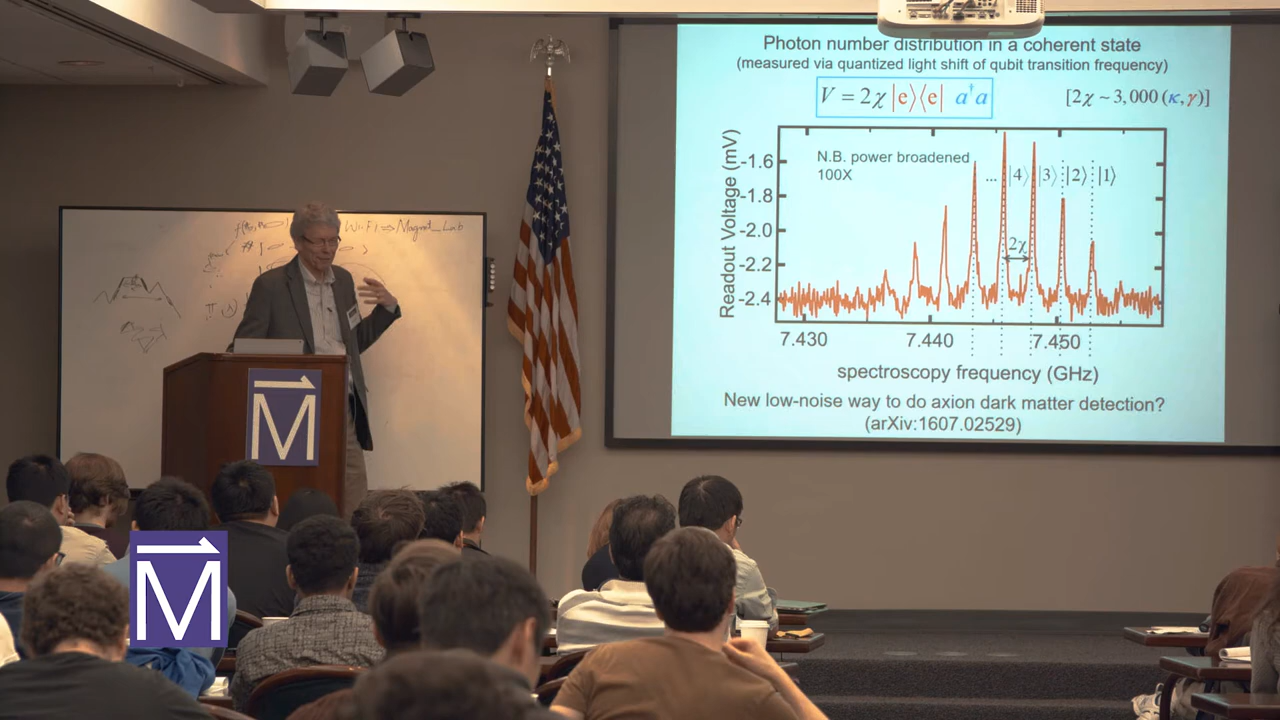 Photon number distribution in a coherent state
(measured via quantized light shift of qubit transition frequency)
V = 2χ|e⟩⟨e| a†a
[2χ ~ 3,000 (κ,γ)]
N.B. power broadened
100X
... |4⟩ |3⟩ |2⟩ |1⟩
2χ
Readout Voltage (mV)
-1.6
-1.8
-2.0
-2.2
-2.4
7.430 7.440 7.450
spectroscopy frequency (GHz)
New low-noise way to do axion dark matter detection?
(arXiv:1607.02529)
WiFi ⇒ Magnet_Lab
M
M